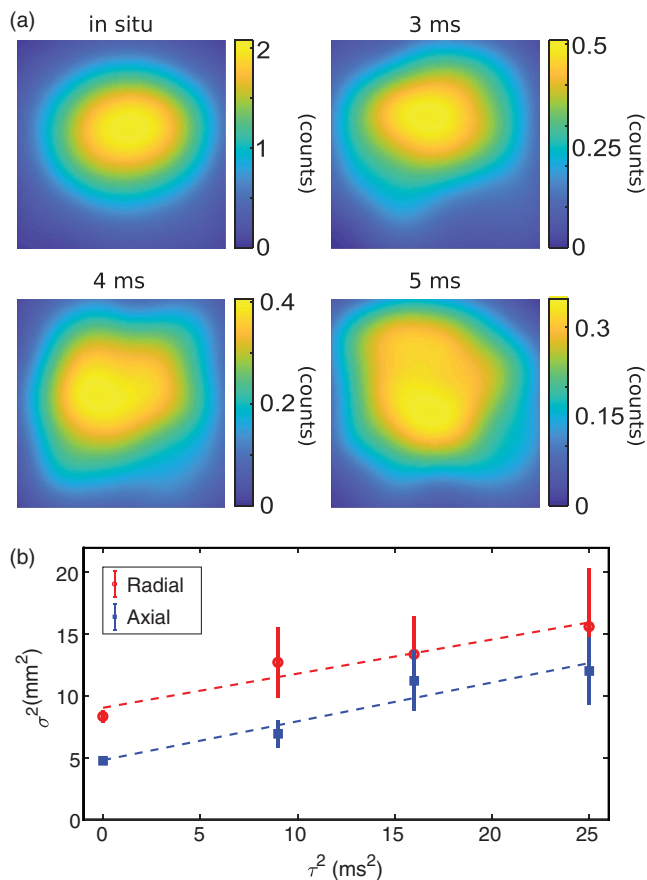 (a)
in situ
3 ms
2
1
0
(counts)
0.5
0.25
0
(counts)
4 ms
5 ms
0.4
0.2
0
(counts)
0.3
0.15
0
(counts)
(b)
Radial
Axial
20
15
10
5
0
σ²(mm²)
0 5 10 15 20 25
τ² (ms²)